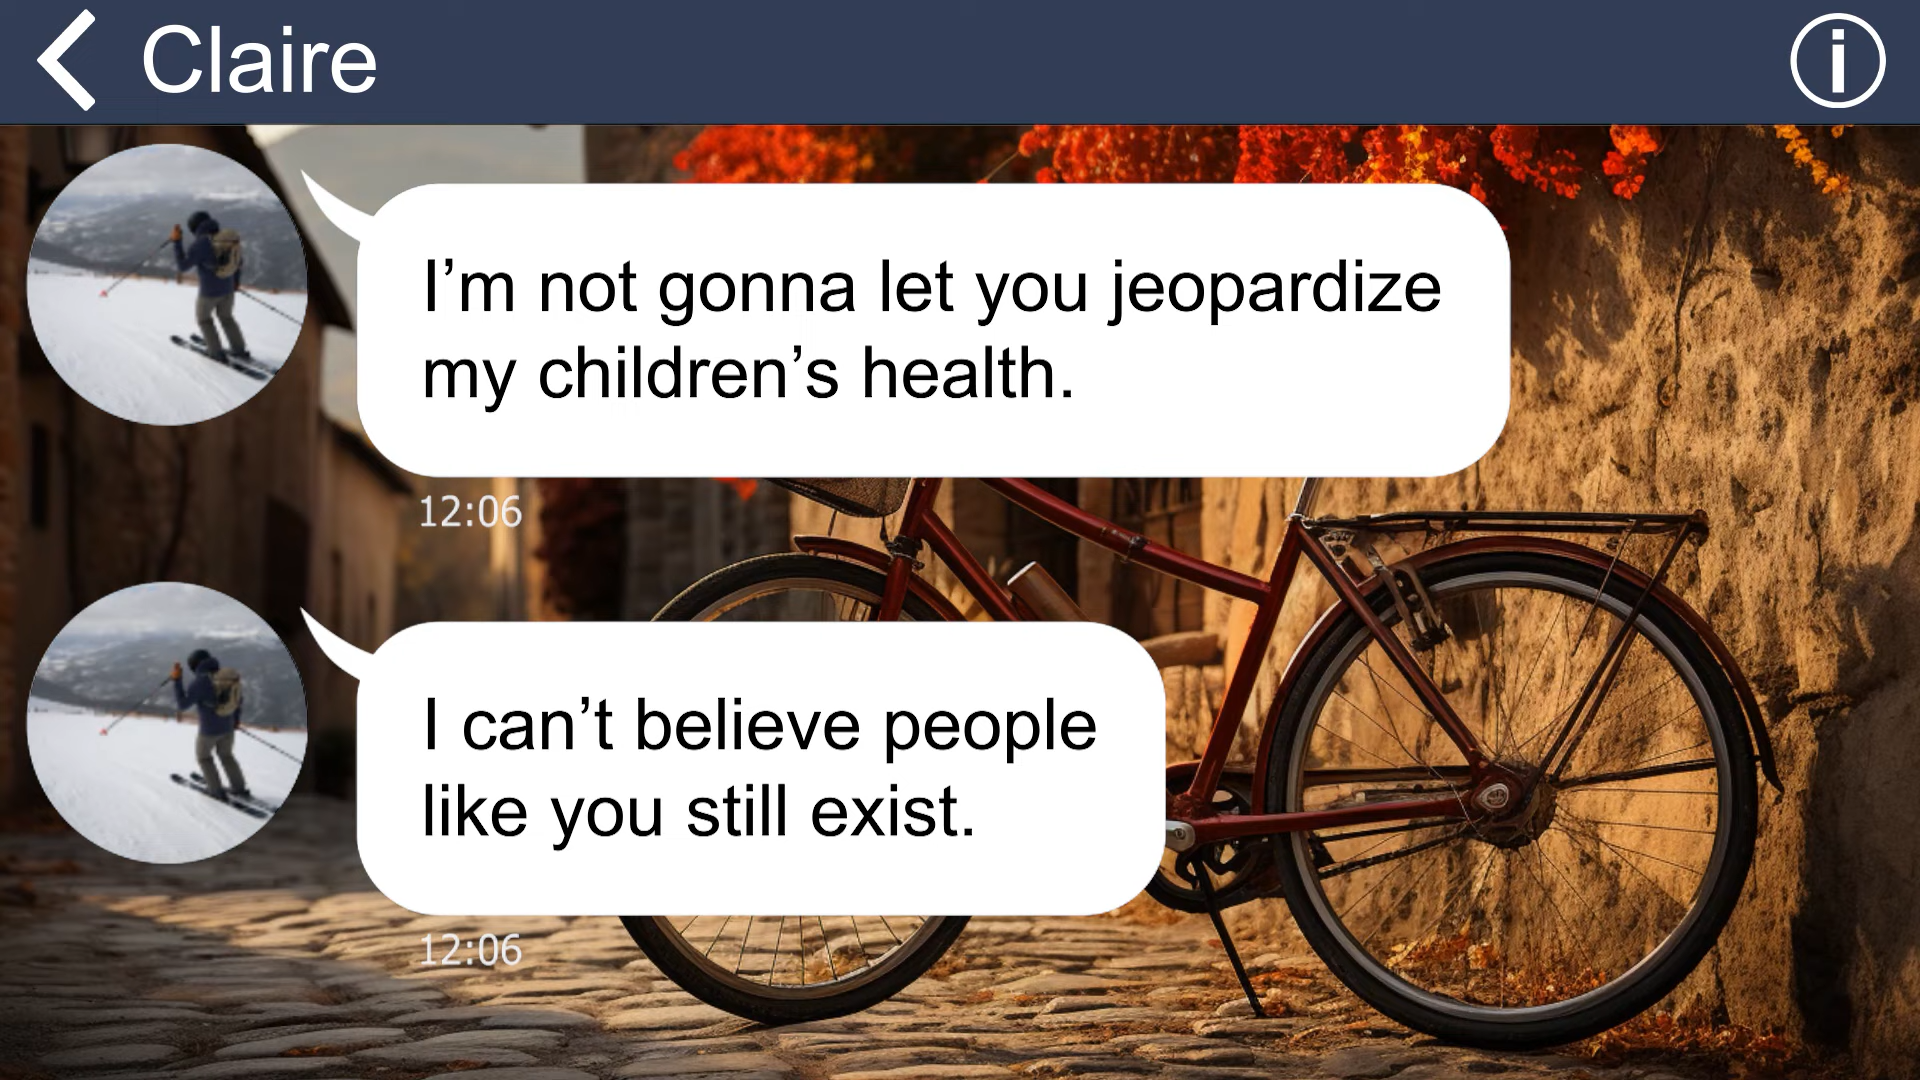 Claire
I’m not gonna let you jeopardize
my children’s health.
12:06
I can’t believe people
like you still exist.
12:06